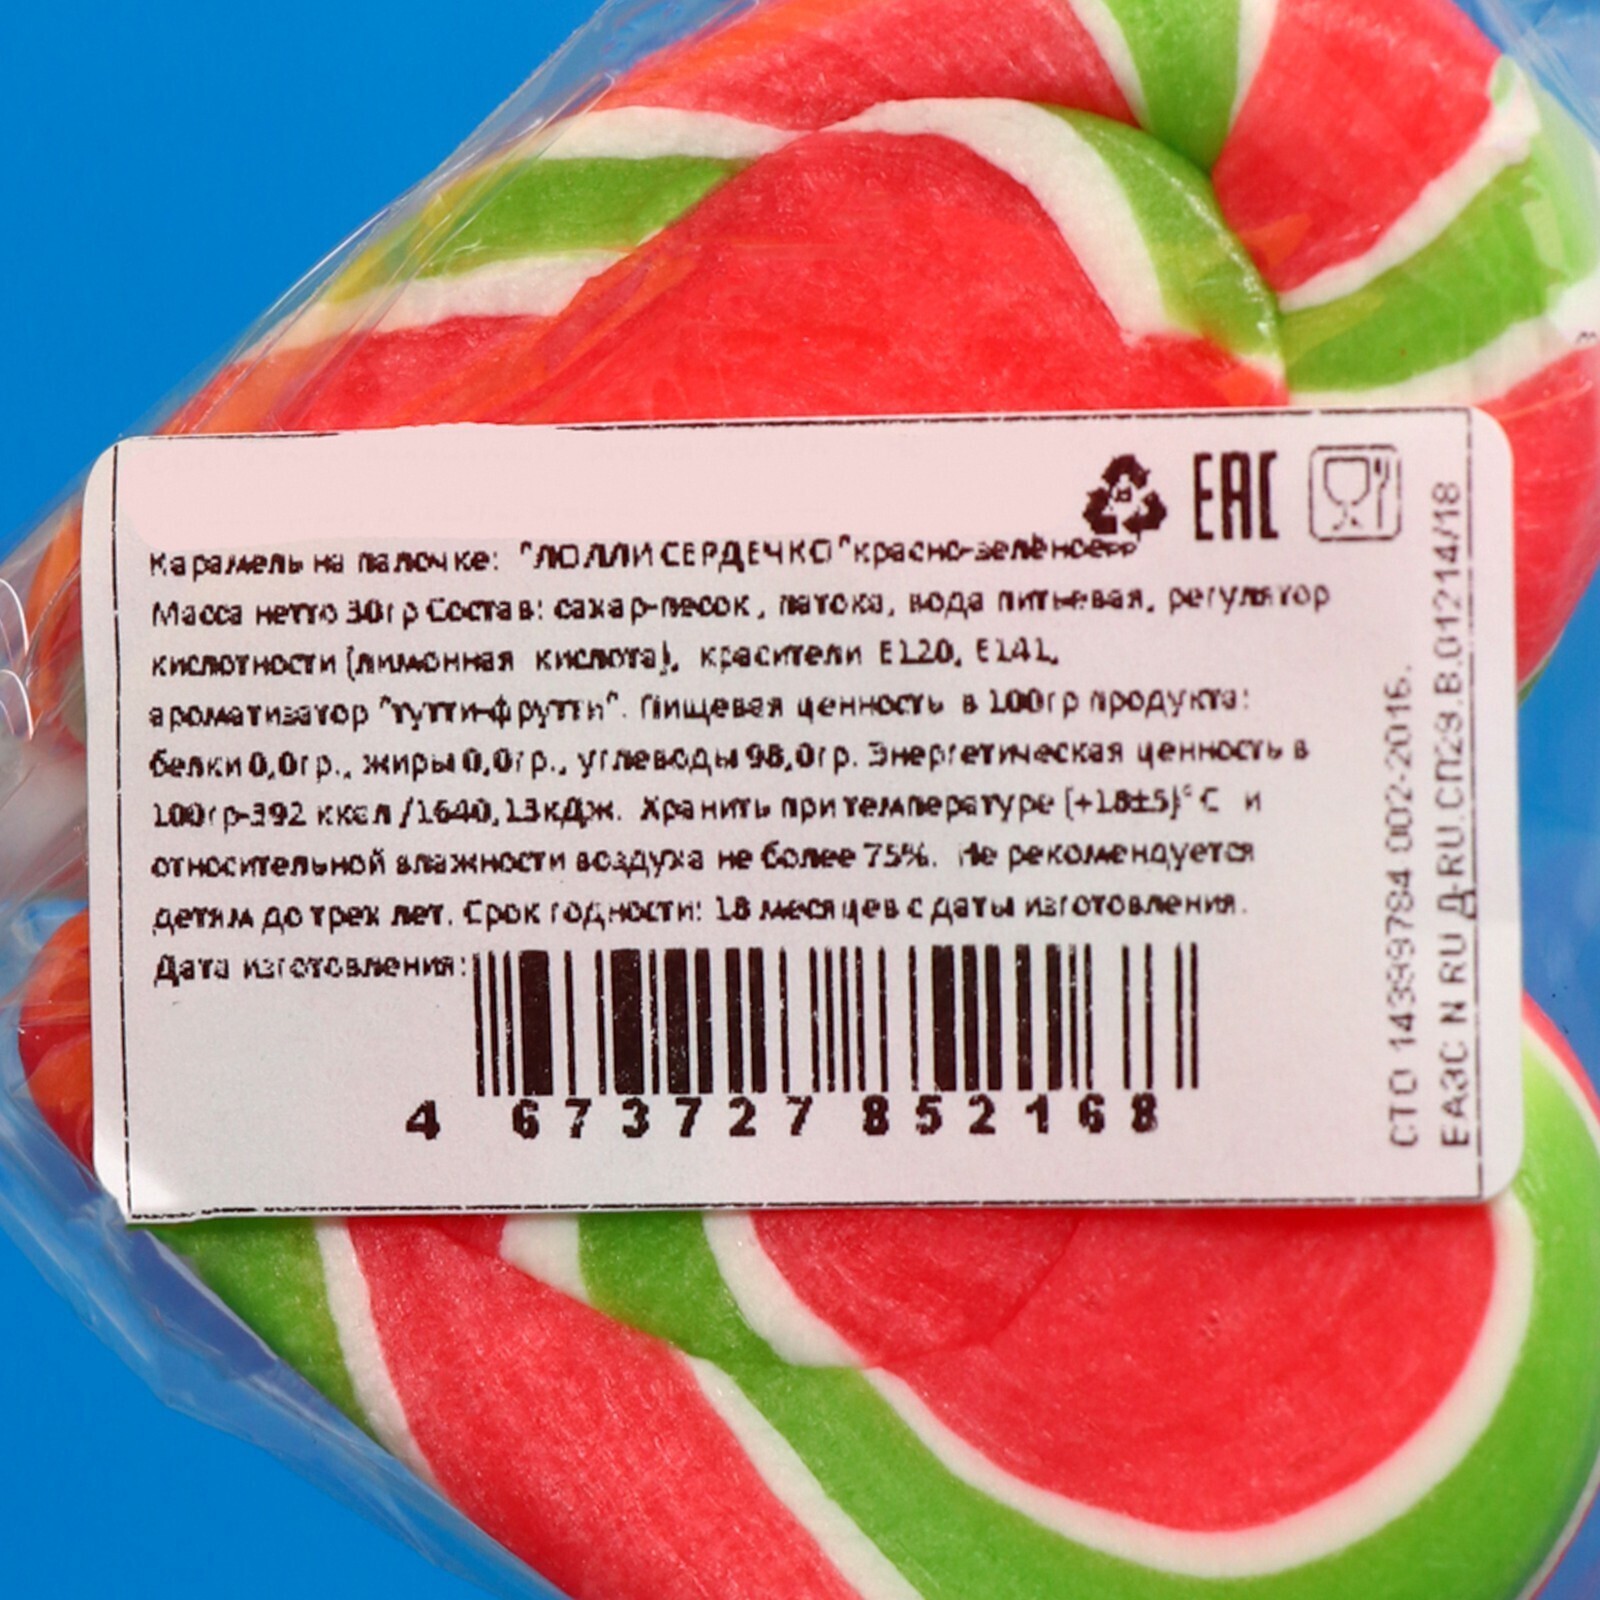 EAC
Карамель на палочке: "ЛОЛЛИ СЕРДЕЧКО"красно-зелёное
Масса нетто 30гр Состав: сахар-песок, патока, вода питьевая, регулятор
кислотности (лимонная кислота), красители Е120, Е141,
ароматизатор "тутти-фрутти". Пищевая ценность в 100гр продукта:
белки 0,0гр., жиры 0,0гр., углеводы 98,0гр. Энергетическая ценность в
100гр-392 ккал /1640,13кДж. Хранить при температуре (+18±5)°С и
относительной влажности воздуха не более 75%. Не рекомендуется
детям до трех лет. Срок годности: 18 месяцев с даты изготовления.
Дата изготовления:
4 673727 852168
СТО 14399784 002-2016.
ЕАЭС N RU Д-RU.СП29.В.01214/18